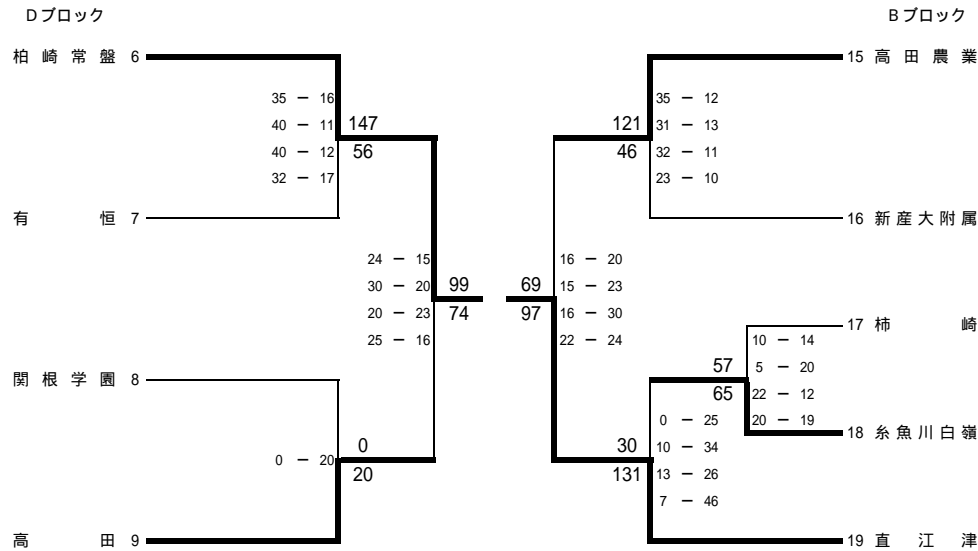 Dブロック
Bブロック
柏崎常盤 6
15 高田農業
35 － 16
40 － 11
40 － 12
32 － 17
147
56
121
46
35 － 12
31 － 13
32 － 11
23 － 10
有恒 7
16 新産大附属
24 － 15
30 － 20
20 － 23
25 － 16
99
74
69
97
16 － 20
15 － 23
16 － 30
22 － 24
17 柿崎
10 － 14
5 － 20
22 － 12
20 － 19
57
65
関根学園 8
18 糸魚川白嶺
0 － 20
0
20
30
131
0 － 25
10 － 34
13 － 26
7 － 46
高田 9
19 直江津